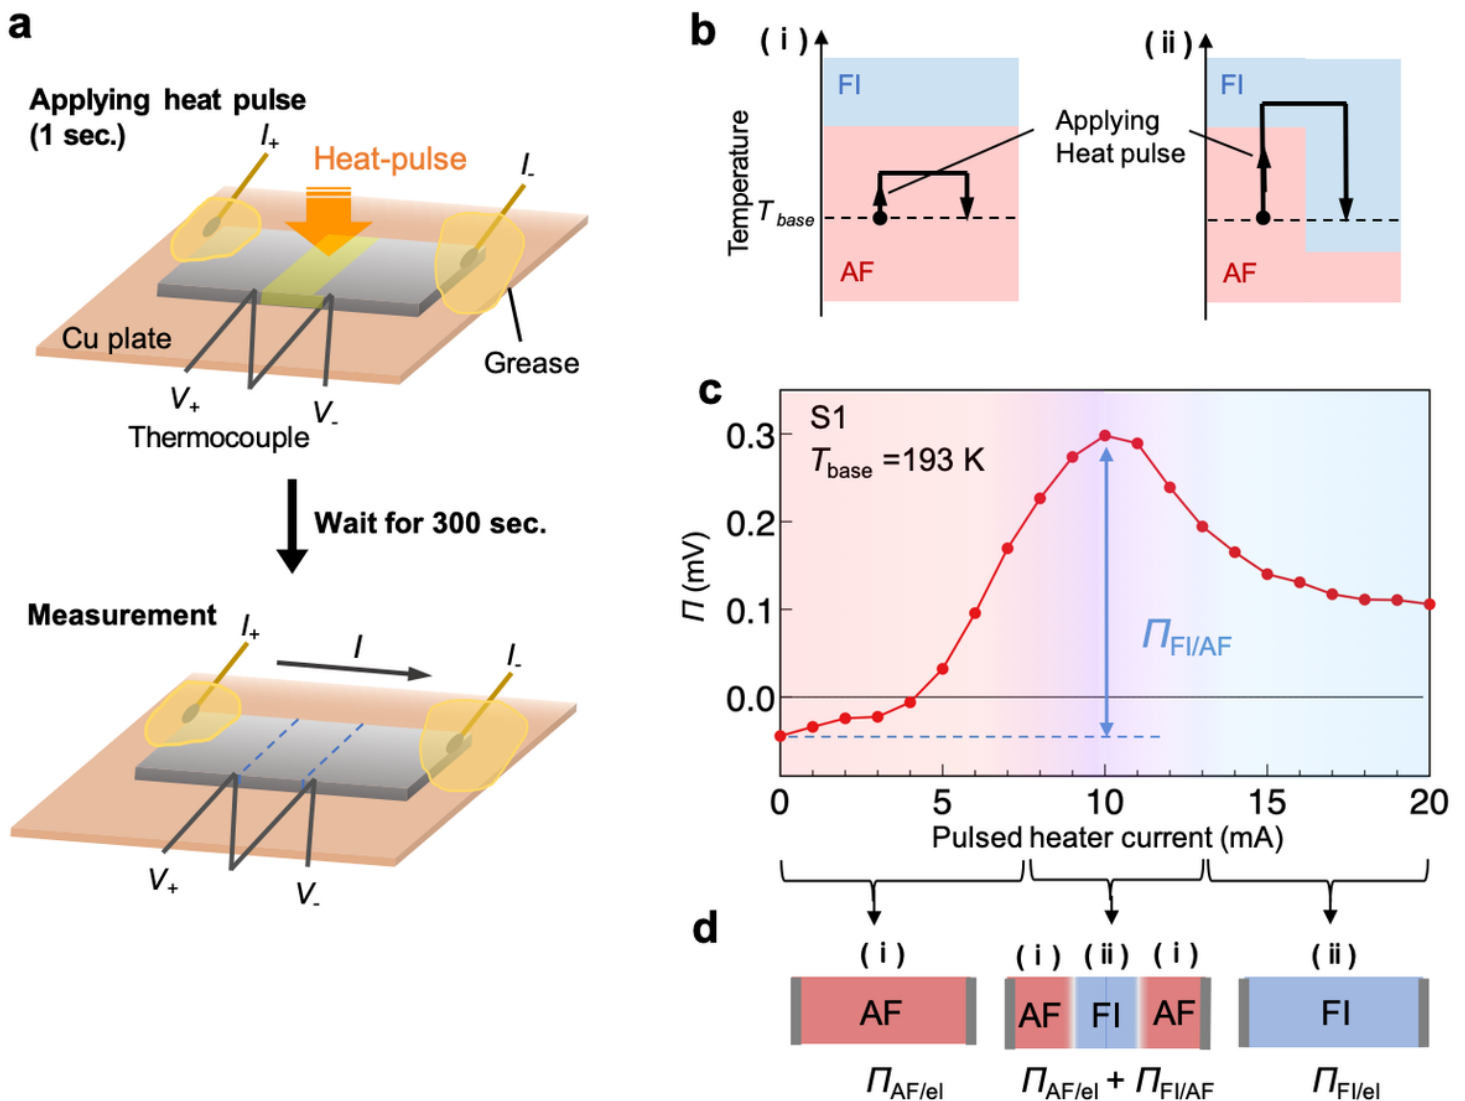 a
Applying heat pulse
(1 sec.)
I+
Heat-pulse
I-
Cu plate
Grease
V+
V-
Thermocouple
Wait for 300 sec.
Measurement
I+
I
I-
V+
V-
b
( i )
( ii )
FI
FI
Applying
Heat pulse
Temperature
Tbase
AF
AF
c
S1
Tbase =193 K
0.3
0.2
0.1
0.0
Π (mV)
ΠFI/AF
0 5 10 15 20
Pulsed heater current (mA)
d
( i ) ( i ) ( ii ) ( i ) ( ii )
AF AF FI AF FI
ΠAF/el ΠAF/el + ΠFI/AF ΠFI/el